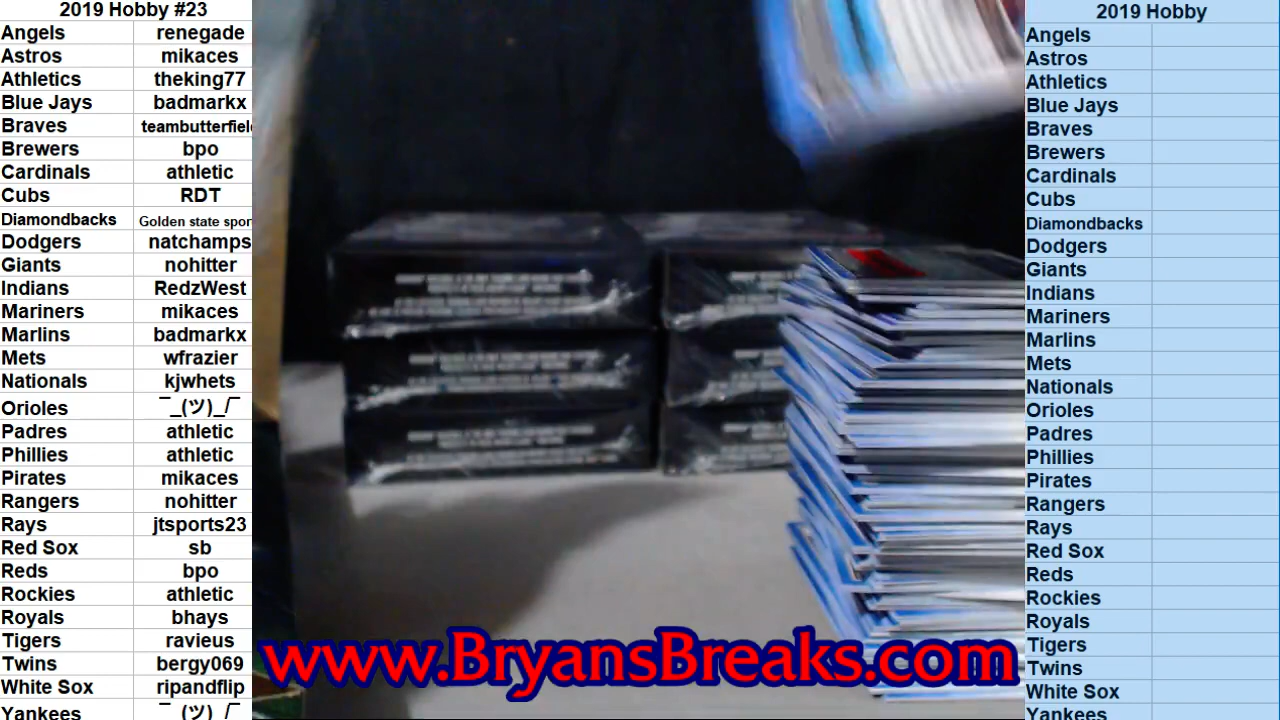 2019 Hobby #23
Angels renegade
Astros mikaces
Athletics theking77
Blue Jays badmarkx
Braves teambutterfiel
Brewers bpo
Cardinals athletic
Cubs RDT
Diamondbacks Golden state spor
Dodgers natchamps
Giants nohitter
Indians RedzWest
Mariners mikaces
Marlins badmarkx
Mets wfrazier
Nationals kjwhets
Orioles ¯_(ツ)_/¯
Padres athletic
Phillies athletic
Pirates mikaces
Rangers nohitter
Rays jtsports23
Red Sox sb
Reds bpo
Rockies athletic
Royals bhays
Tigers ravieus
Twins bergy069
White Sox ripandflip
Yankees ¯_(ツ)_/¯
www.BryansBreaks.com
2019 Hobby
Angels
Astros
Athletics
Blue Jays
Braves
Brewers
Cardinals
Cubs
Diamondbacks
Dodgers
Giants
Indians
Mariners
Marlins
Mets
Nationals
Orioles
Padres
Phillies
Pirates
Rangers
Rays
Red Sox
Reds
Rockies
Royals
Tigers
Twins
White Sox
Yankees